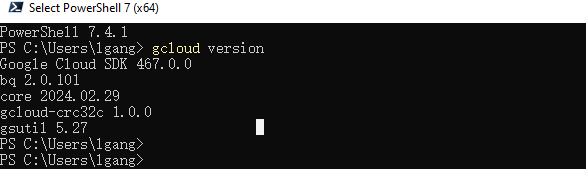 Select PowerShell 7 (x64)
PowerShell 7.4.1
PS C:\Users\lgang> gcloud version
Google Cloud SDK 467.0.0
bq 2.0.101
core 2024.02.29
gcloud-crc32c 1.0.0
gsutil 5.27
PS C:\Users\lgang>
PS C:\Users\lgang>